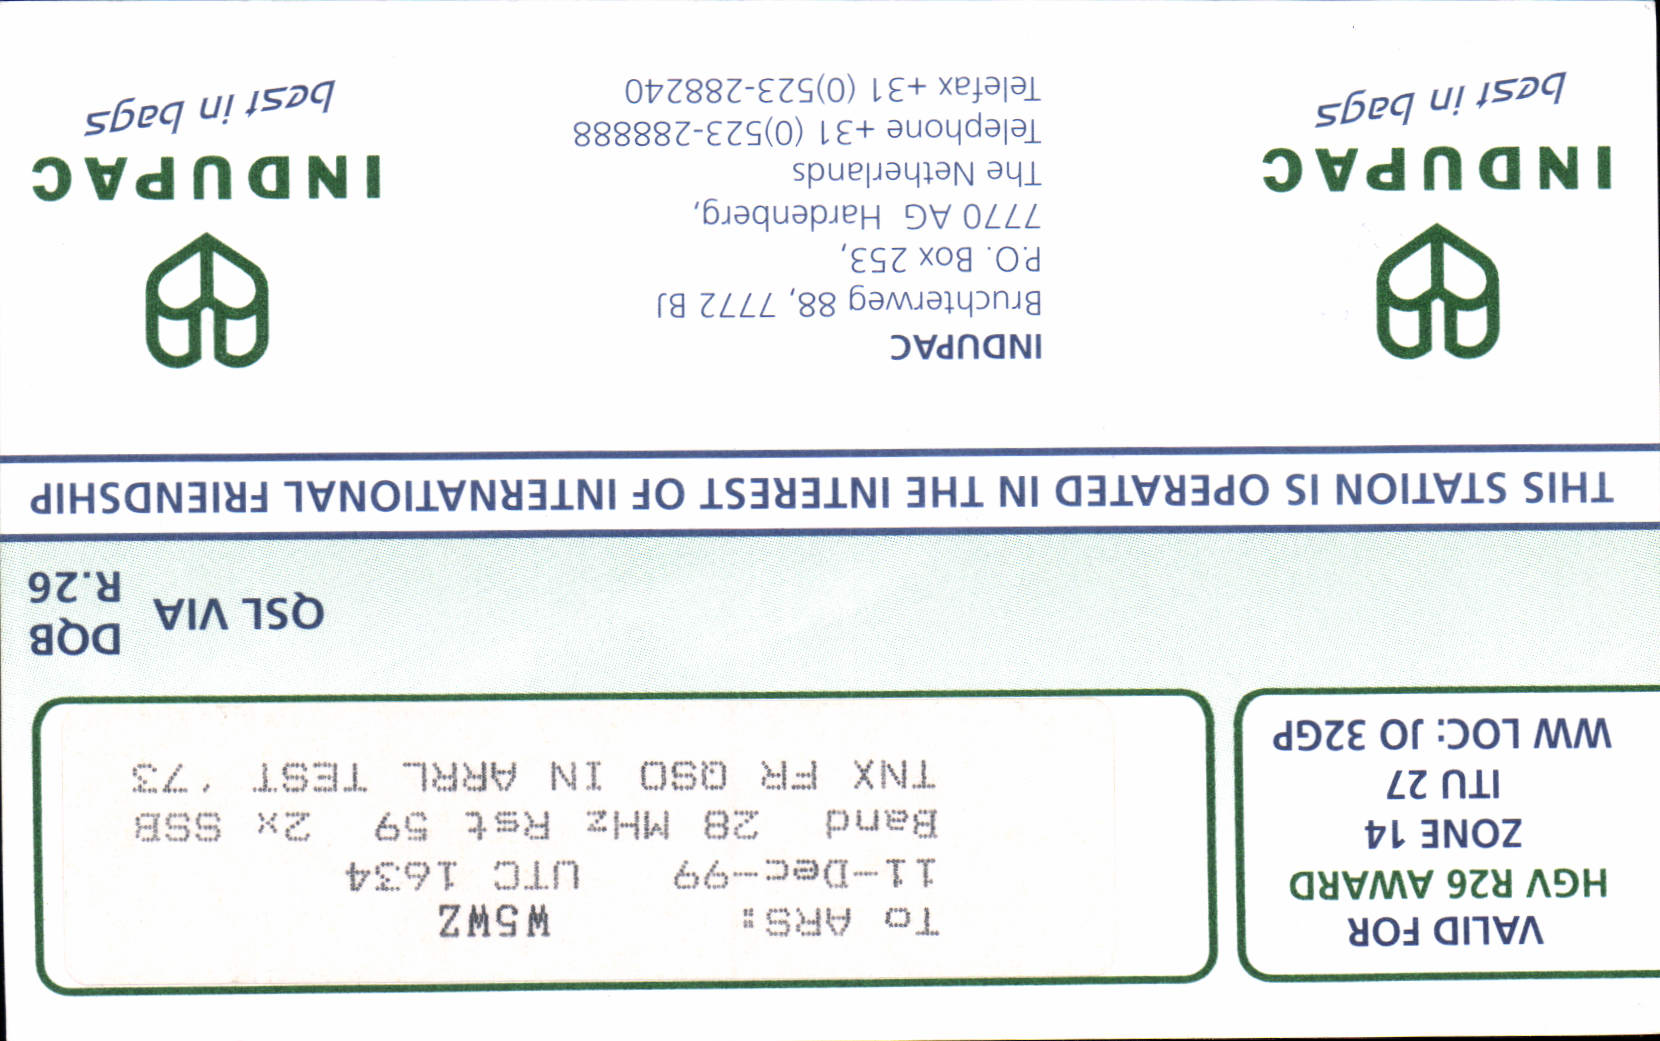 VALID FOR
HGV R26 AWARD
ZONE 14
ITU 27
WW LOC: JO 32GP
To ARS: W5WZ
11-Dec-99 UTC 1634
Band 28 MHz Rst 59 2x SSB
TNX FR QSO IN ARRL TEST '73
QSL VIA
DQB
R.26
THIS STATION IS OPERATED IN THE INTEREST OF INTERNATIONAL FRIENDSHIP
INDUPAC
best in bags
INDUPAC
Bruchterweg 88, 7772 BJ
P.O. Box 253,
7770 AG Hardenberg,
The Netherlands
Telephone +31 (0)523-288888
Telefax +31 (0)523-288240
INDUPAC
best in bags